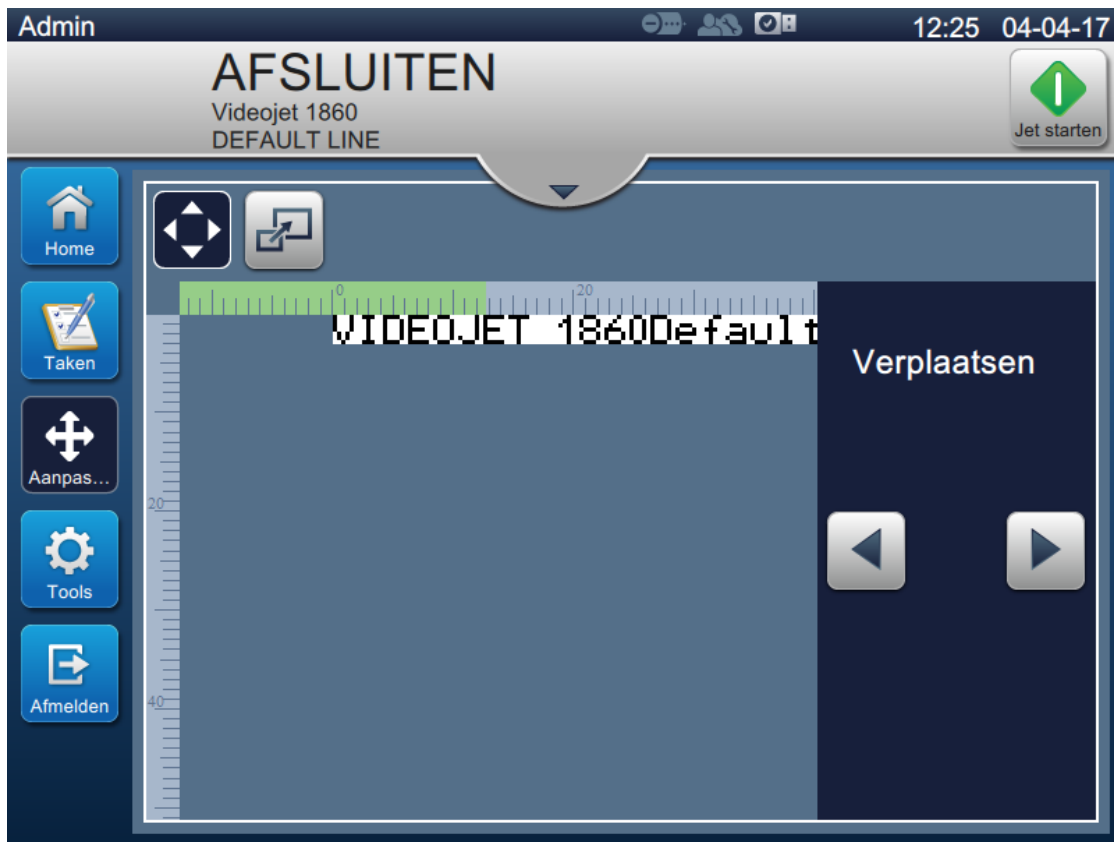 Admin 12:25 04-04-17
AFSLUITEN
Videojet 1860
DEFAULT LINE
Jet starten
Home
Taken
Aanpas...
Tools
Afmelden
0 20
VIDEOJET 1860Default
Verplaatsen
20
40